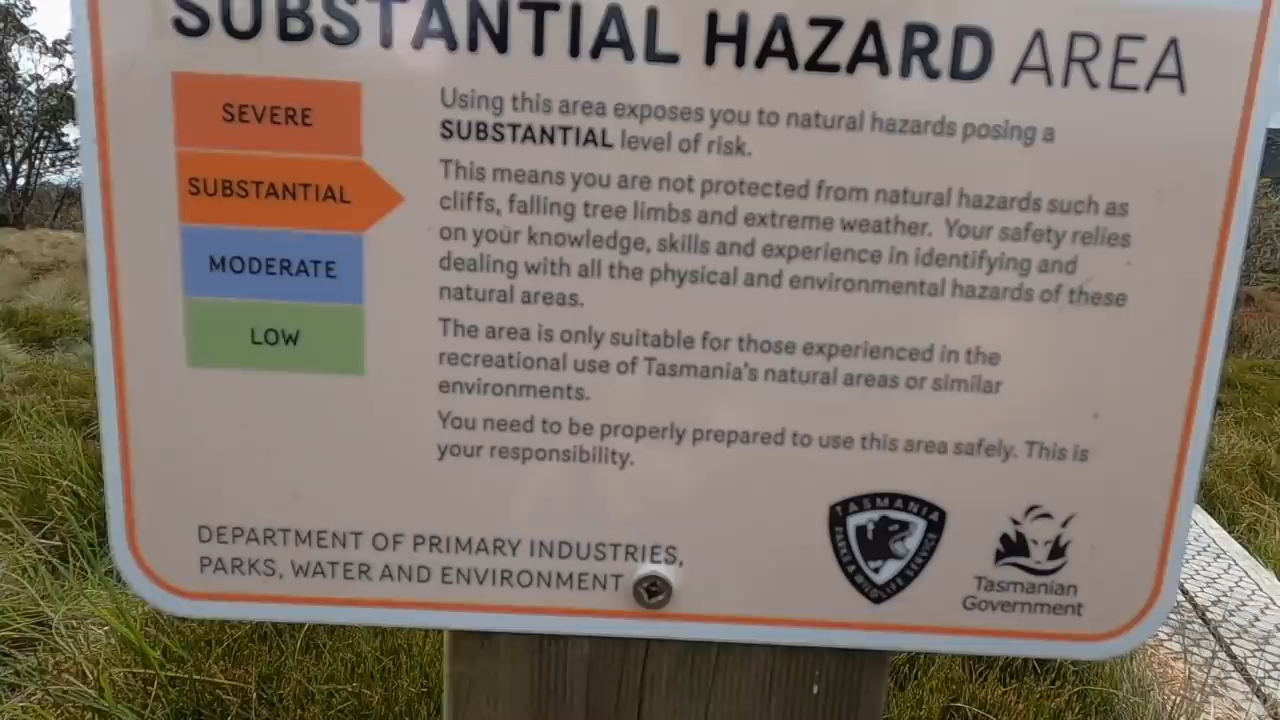 SUBSTANTIAL HAZARD AREA
SEVERE
SUBSTANTIAL
MODERATE
LOW
Using this area exposes you to natural hazards posing a
SUBSTANTIAL level of risk.
This means you are not protected from natural hazards such as
cliffs, falling tree limbs and extreme weather. Your safety relies
on your knowledge, skills and experience in identifying and
dealing with all the physical and environmental hazards of these
natural areas.
The area is only suitable for those experienced in the
recreational use of Tasmania's natural areas or similar
environments.
You need to be properly prepared to use this area safely. This is
your responsibility.
DEPARTMENT OF PRIMARY INDUSTRIES,
PARKS, WATER AND ENVIRONMENT
TASMANIA
PARKS & WILDLIFE SERVICE
Tasmanian
Government